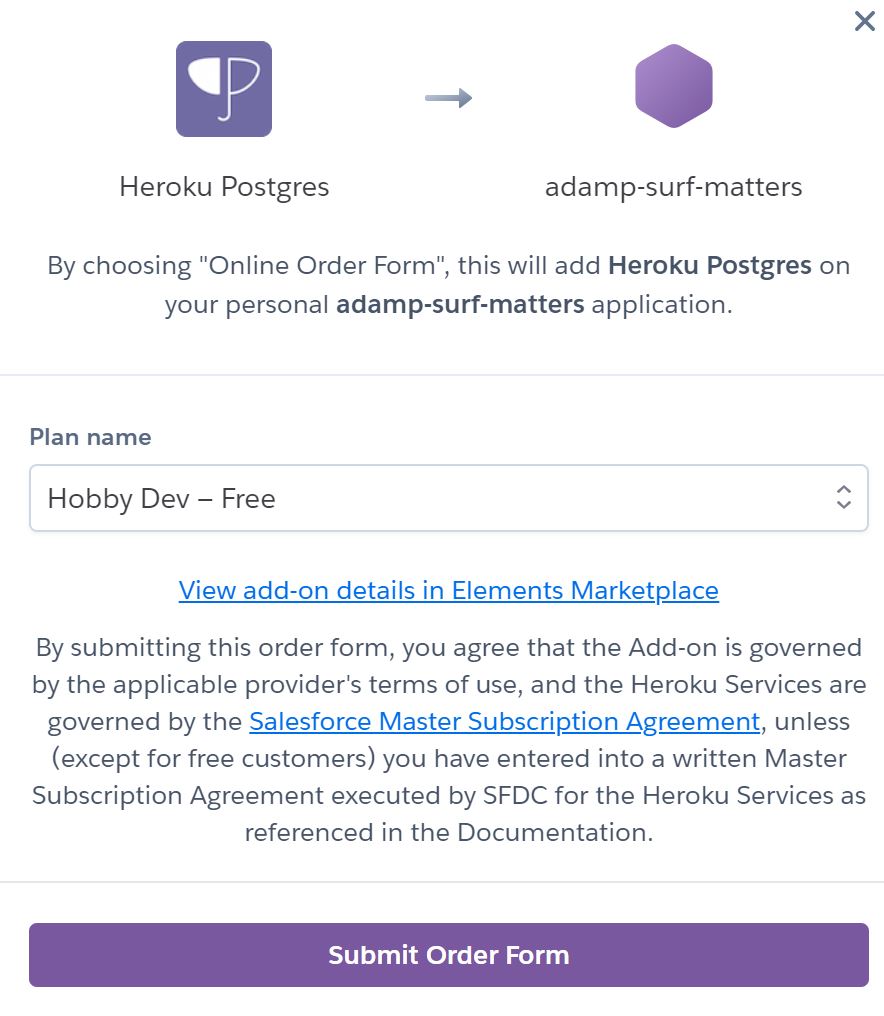 Heroku Postgres
adamp-surf-matters
By choosing "Online Order Form", this will add Heroku Postgres on
your personal adamp-surf-matters application.
Plan name
Hobby Dev – Free
View add-on details in Elements Marketplace
By submitting this order form, you agree that the Add-on is governed
by the applicable provider's terms of use, and the Heroku Services are
governed by the Salesforce Master Subscription Agreement, unless
(except for free customers) you have entered into a written Master
Subscription Agreement executed by SFDC for the Heroku Services as
referenced in the Documentation.
Submit Order Form